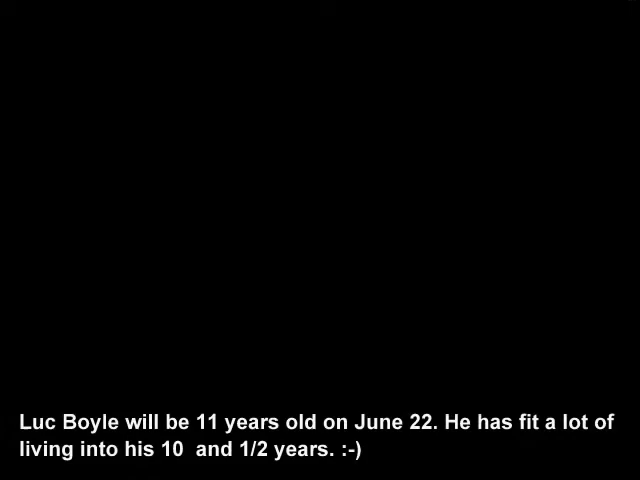 Luc Boyle will be 11 years old on June 22. He has fit a lot of
living into his 10  and 1/2 years. :-)